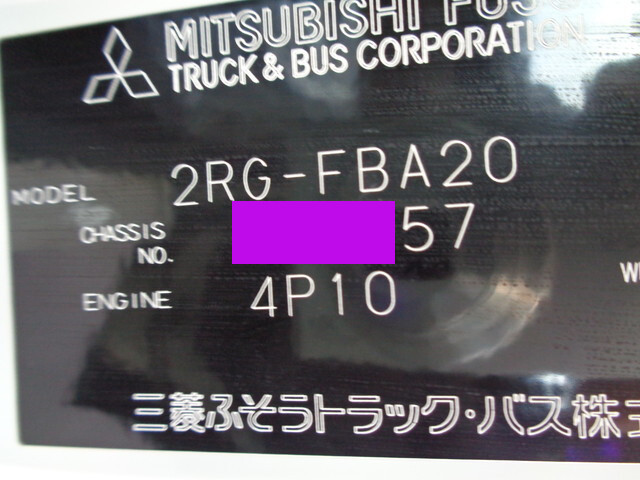 MITSUBISHI FUSO
TRUCK & BUS CORPORATION
MODEL 2RG-FBA20
CHASSIS NO. 57
ENGINE 4P10
三菱ふそうトラック・バス株